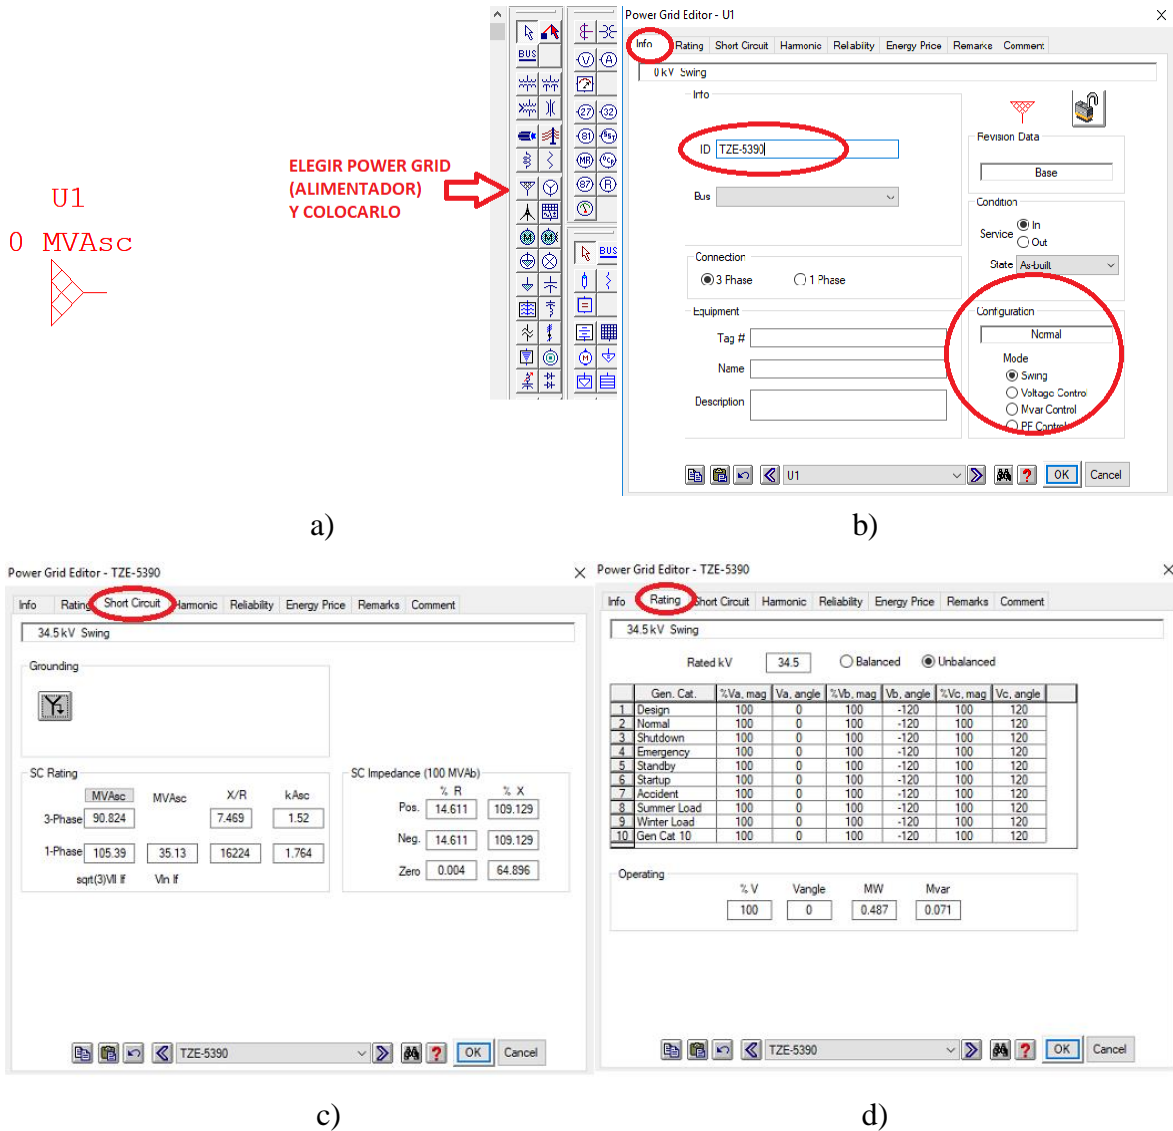 U1
0 MVAsc
ELEGIR POWER GRID
(ALIMENTADOR)
Y COLOCARLO
BUS
V A
27 32
81
MR
87 R
BUS
Power Grid Editor - U1
Info Rating Short Circuit Harmonic Reliability Energy Price Remarks Comment
0 kV Swing
Info
ID TZE-5390
Bus
Revision Data
Base
Condition
Service In
Out
State As-built
Connection
3 Phase 1 Phase
Equipment
Tag #
Name
Description
Configuration
Normal
Mode
Swing
Voltage Control
Mvar Control
PF Control
U1 OK Cancel
a)
b)
Power Grid Editor - TZE-5390
Info Rating Short Circuit Harmonic Reliability Energy Price Remarks Comment
34.5 kV Swing
Grounding
SC Rating
MVAsc MVAsc X/R kAsc
3-Phase 90.824 7.469 1.52
1-Phase 105.39 35.13 16224 1.764
sqrt(3)Vll If Vln If
SC Impedance (100 MVAb)
% R % X
Pos. 14.611 109.129
Neg. 14.611 109.129
Zero 0.004 64.896
TZE-5390 OK Cancel
Power Grid Editor - TZE-5390
Info Rating Short Circuit Harmonic Reliability Energy Price Remarks Comment
34.5 kV Swing
Rated kV 34.5 Balanced Unbalanced
Gen. Cat. %Va, mag Va, angle %Vb, mag Vb, angle %Vc, mag Vc, angle
1 Design 100 0 100 -120 100 120
2 Normal 100 0 100 -120 100 120
3 Shutdown 100 0 100 -120 100 120
4 Emergency 100 0 100 -120 100 120
5 Standby 100 0 100 -120 100 120
6 Startup 100 0 100 -120 100 120
7 Accident 100 0 100 -120 100 120
8 Summer Load 100 0 100 -120 100 120
9 Winter Load 100 0 100 -120 100 120
10 Gen Cat 10 100 0 100 -120 100 120
Operating
% V Vangle MW Mvar
100 0 0.487 0.071
TZE-5390 OK Cancel
c)
d)